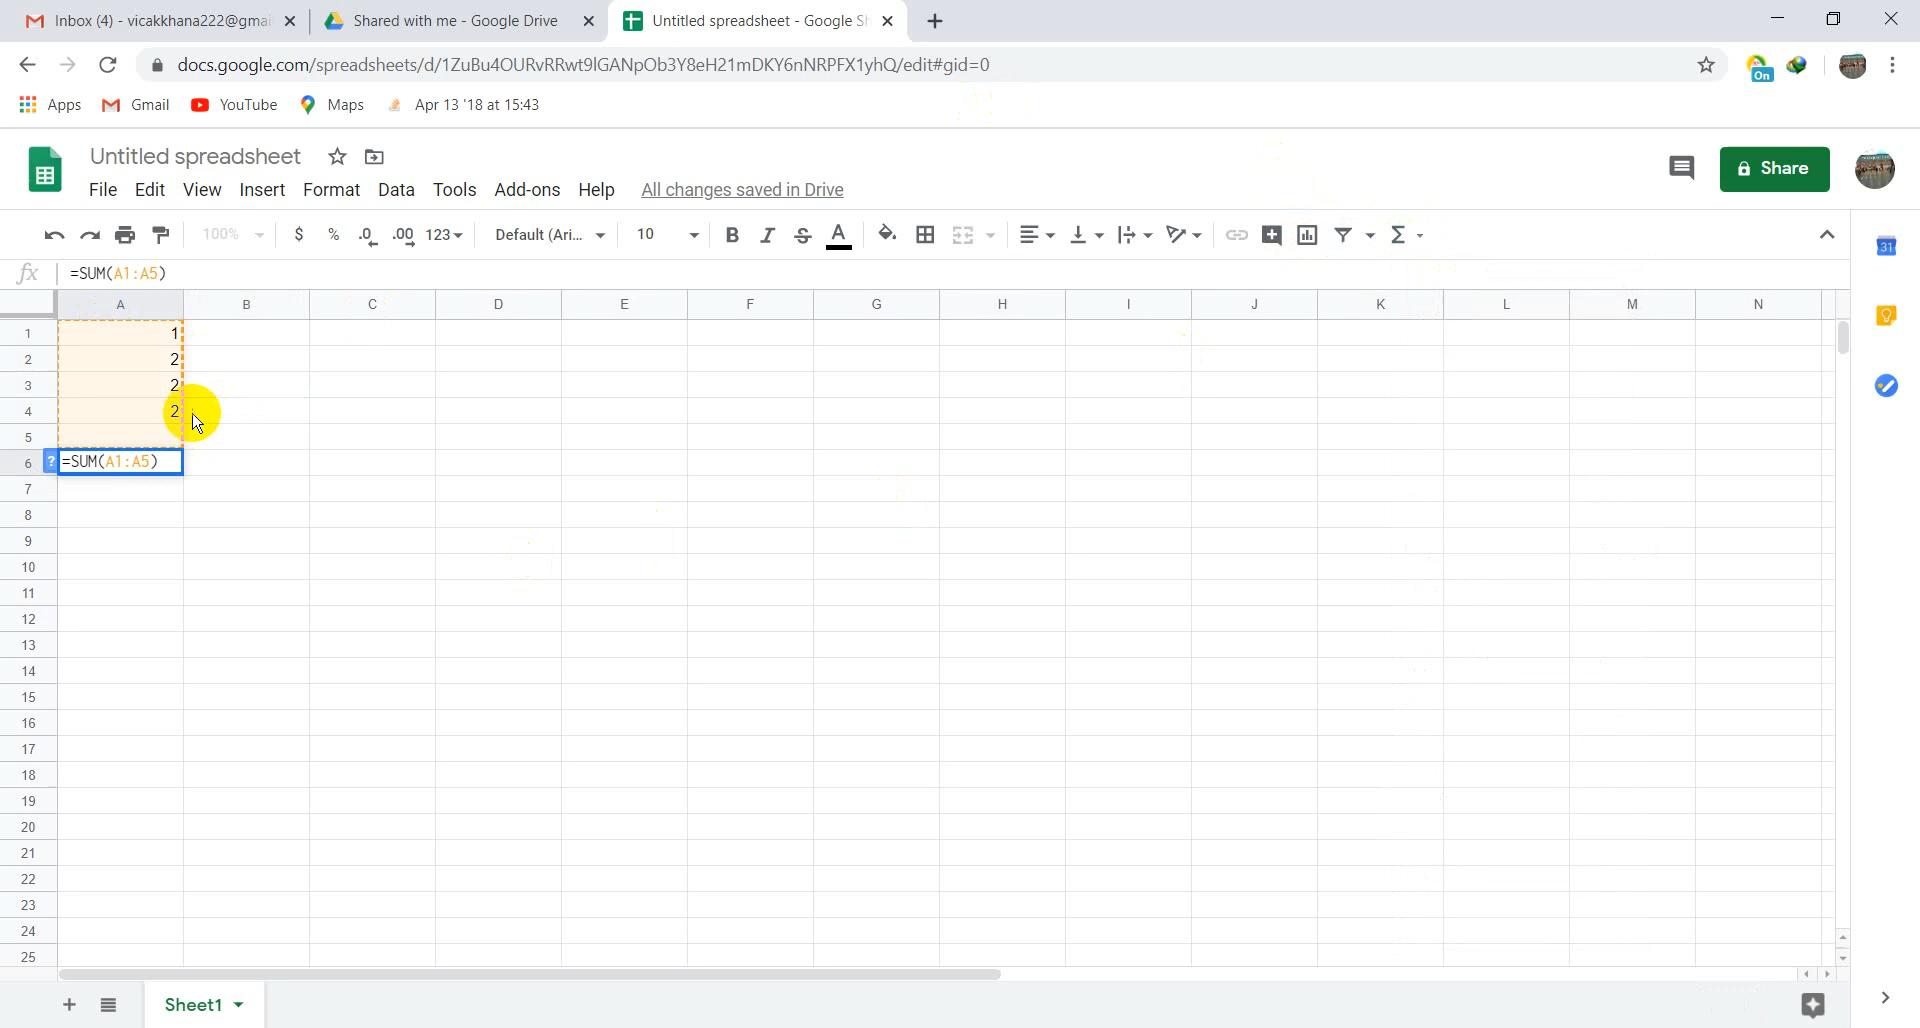 Inbox (4) - vicakkhana222@gmai
Shared with me - Google Drive
Untitled spreadsheet - Google Sh
docs.google.com/spreadsheets/d/1ZuBu4OURvRRwt9lGANpOb3Y8eH21mDKY6nNRPFX1yhQ/edit#gid=0
On
Apps Gmail YouTube Maps Apr 13 '18 at 15:43
Untitled spreadsheet
Share
File Edit View Insert Format Data Tools Add-ons Help All changes saved in Drive
100% $ % .0 .00 123 Default (Ari... 10 B I S A Σ
31
fx =SUM(A1:A5)
A B C D E F G H I J K L M N
1 1
2 2
3 2
4 2
5
6 ? =SUM(A1:A5)
7
8
9
10
11
12
13
14
15
16
17
18
19
20
21
22
23
24
25
Sheet1